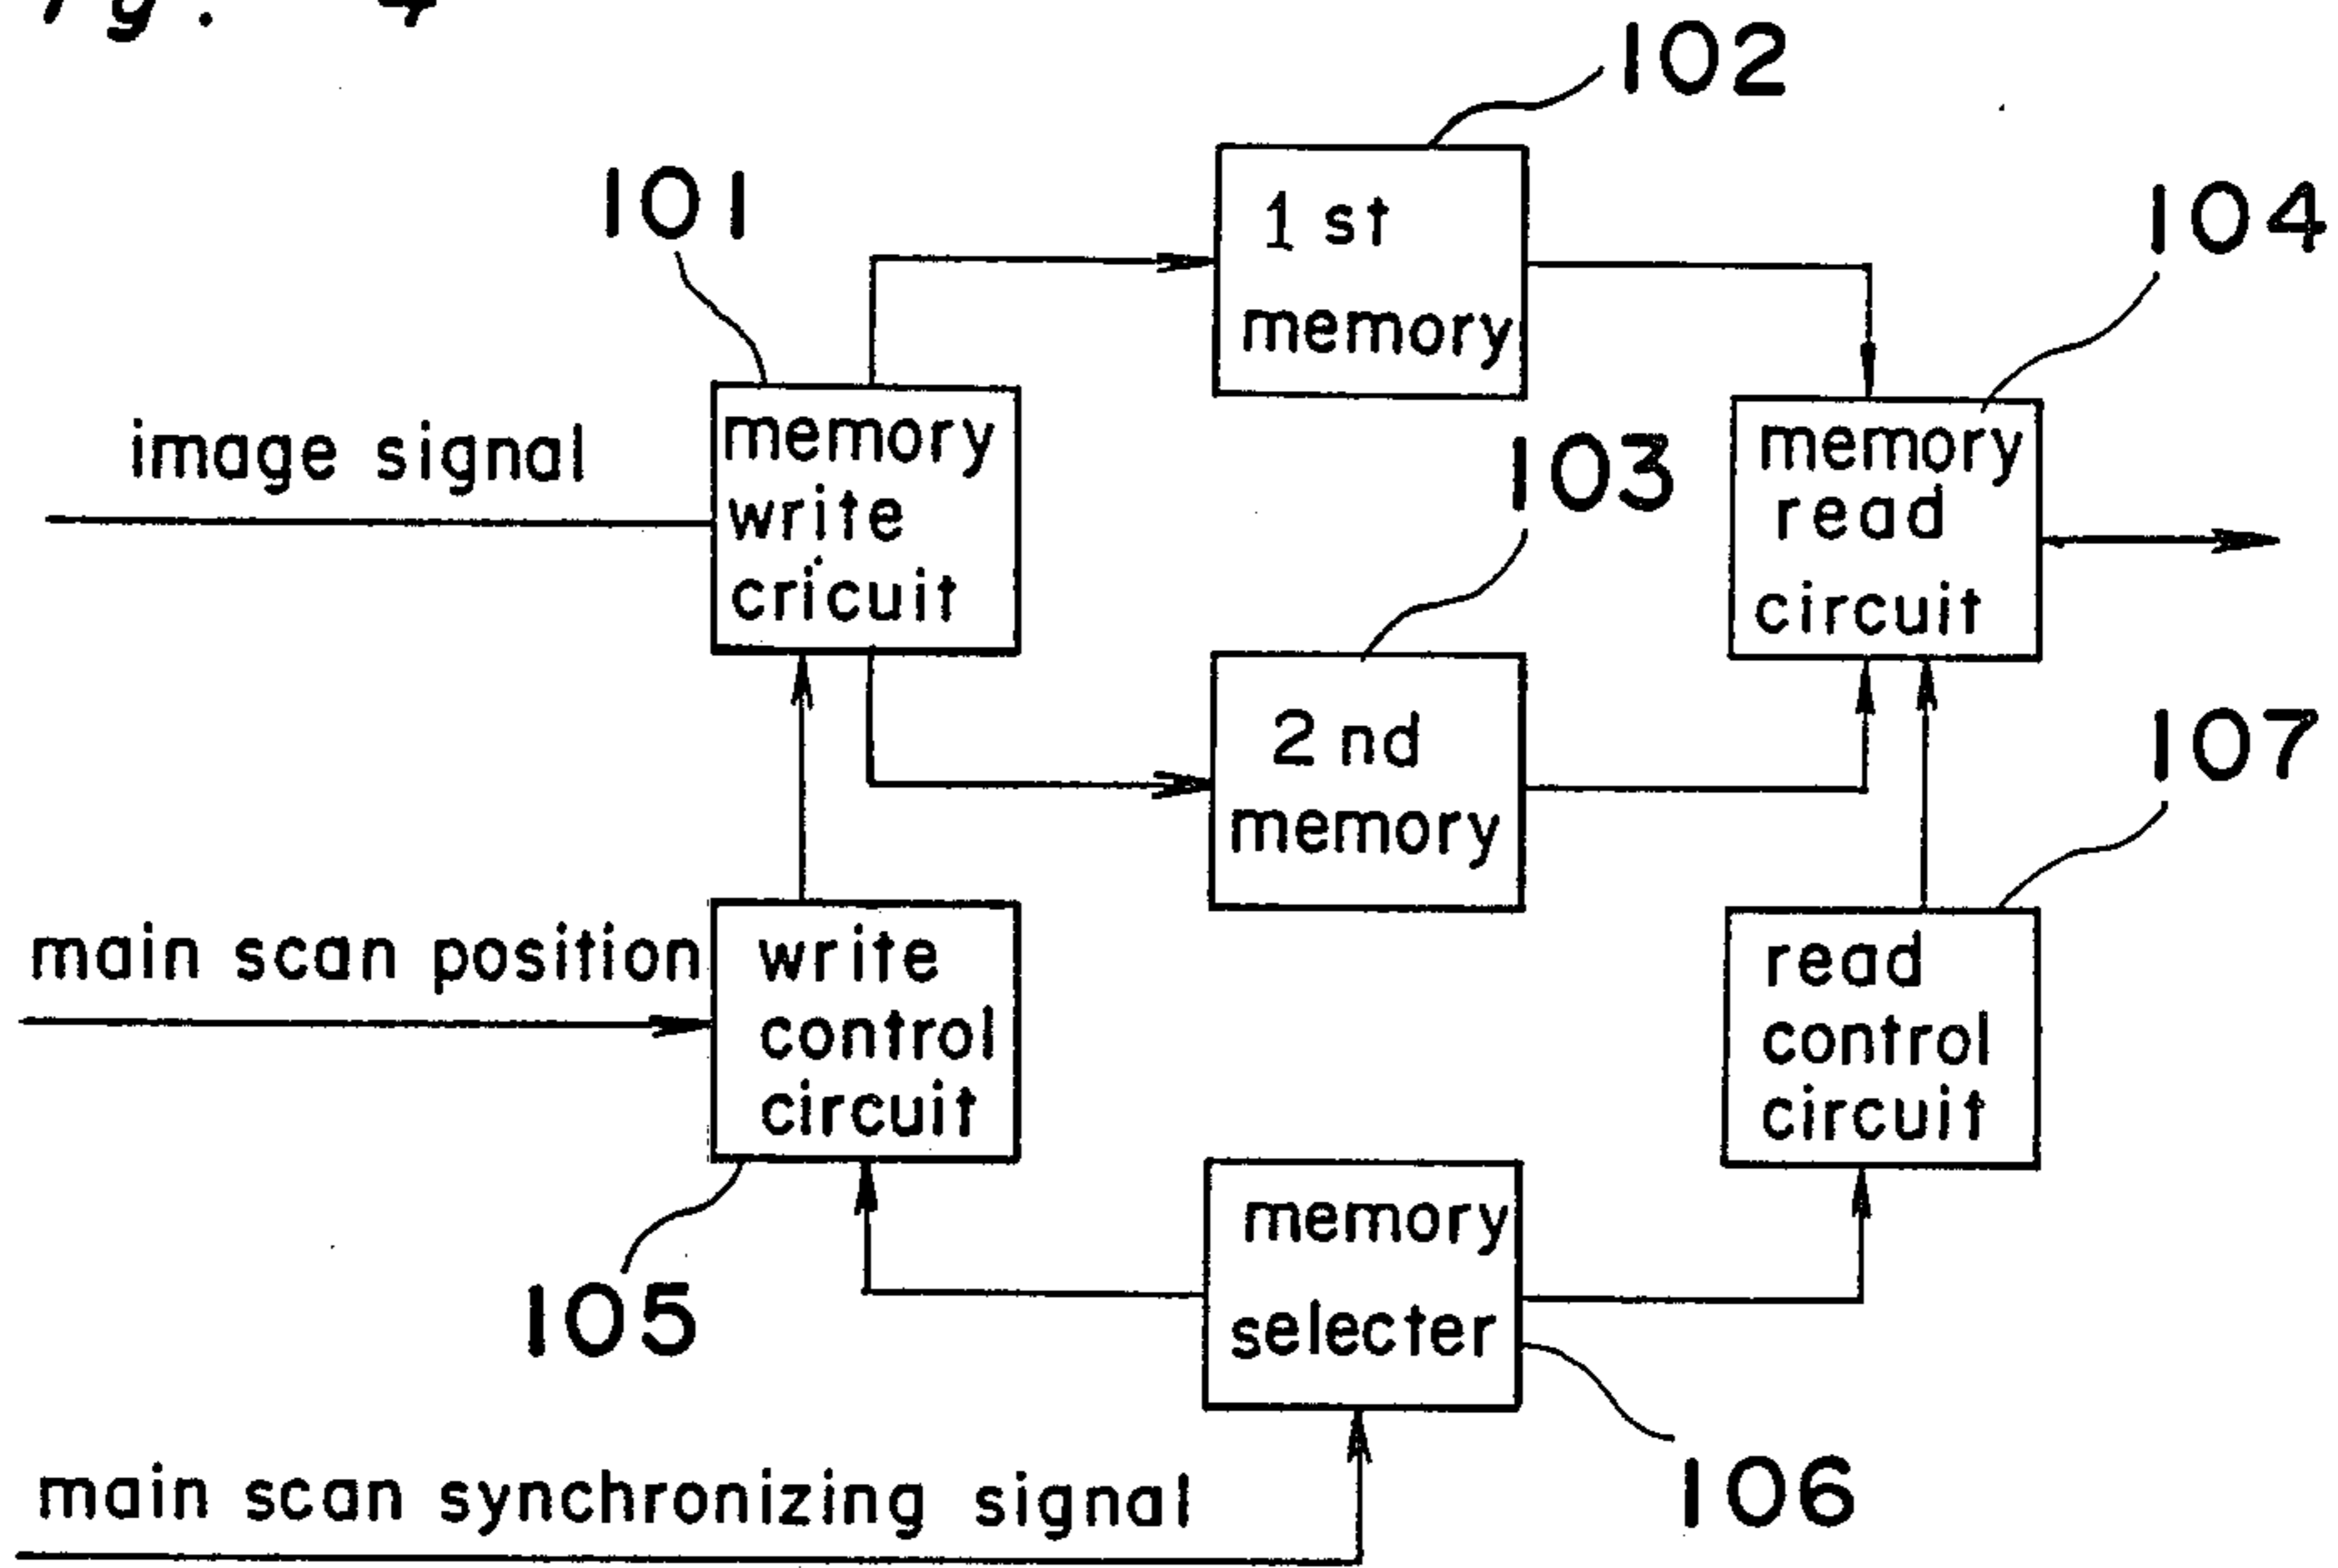 102
101
1 st
memory
104
image signal
memory
write
cricuit
103
memory
read
circuit
2 nd
memory
107
main scan position
write
control
circuit
read
control
circuit
105
memory
selecter
106
main scan synchronizing signal